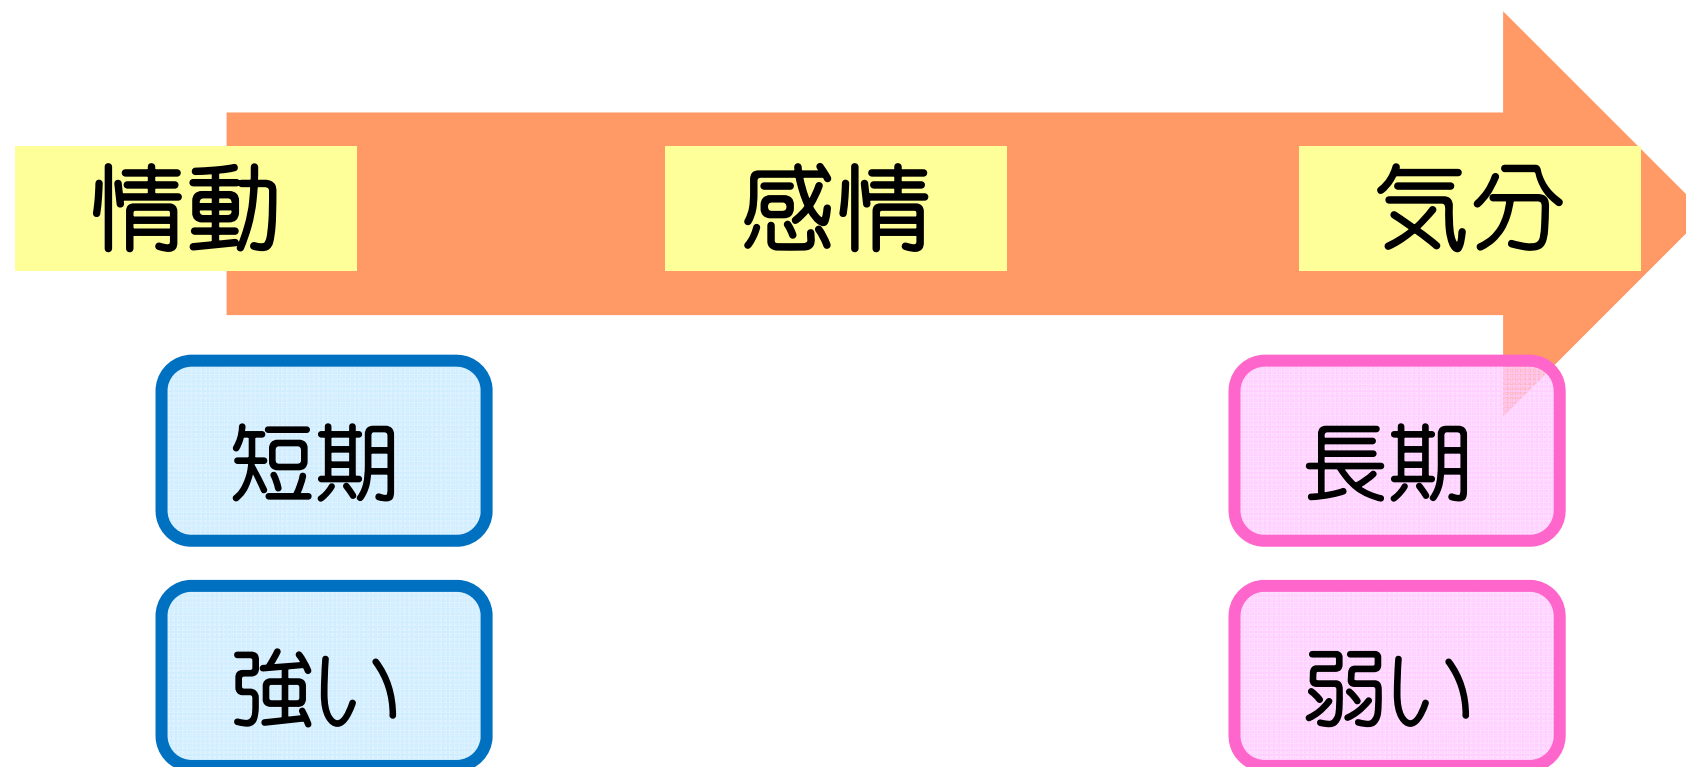 情動 感情 気分
短期 長期
強い 弱い